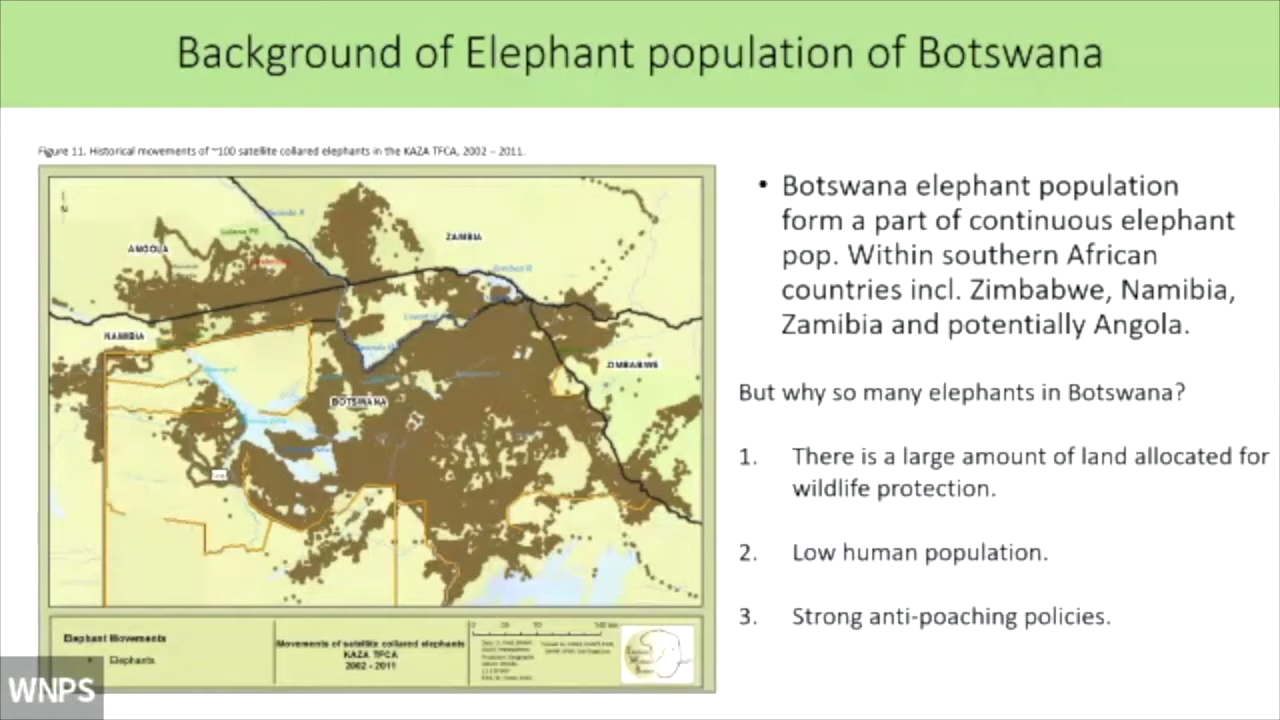 Background of Elephant population of Botswana
Figure 11. Historical movements of ~100 satellite collared elephants in the KAZA TFCA, 2002 – 2011.
• Botswana elephant population
form a part of continuous elephant
pop. Within southern African
countries incl. Zimbabwe, Namibia,
Zamibia and potentially Angola.
But why so many elephants in Botswana?
1. There is a large amount of land allocated for
wildlife protection.
2. Low human population.
3. Strong anti-poaching policies.
ANGOLA
ZAMBIA
NAMIBIA
ZIMBABWE
BOTSWANA
Elephant Movements
Elephants
Movements of satellite collared elephants
KAZA TFCA
2002 - 2011
WNPS